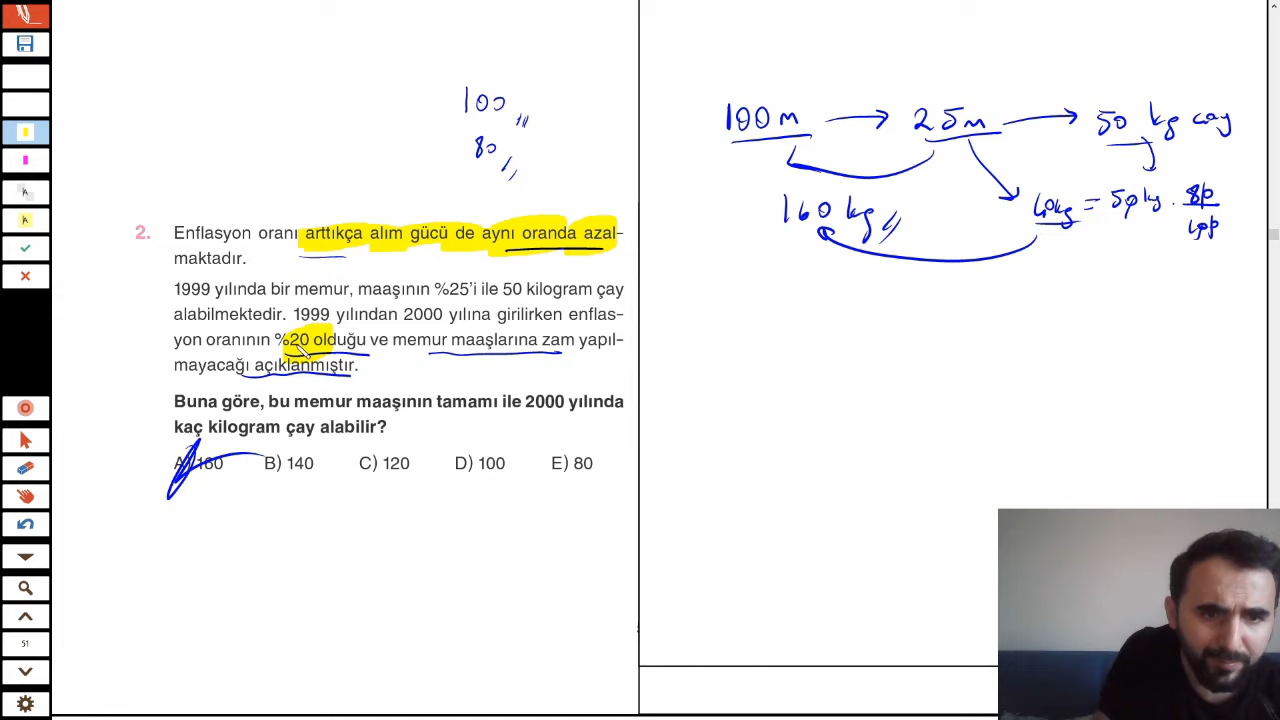 100
80
2. Enflasyon oranı arttıkça alım gücü de aynı oranda azal-
maktadır.
1999 yılında bir memur, maaşının %25'i ile 50 kilogram çay
alabilmektedir. 1999 yılından 2000 yılına girilirken enflas-
yon oranının %20 olduğu ve memur maaşlarına zam yapıl-
mayacağı açıklanmıştır.
Buna göre, bu memur maaşının tamamı ile 2000 yılında
kaç kilogram çay alabilir?
A) 160 B) 140 C) 120 D) 100 E) 80
100m → 25m → 50 kg çay
160 kg 40kg = 50 kg . 80/100
51